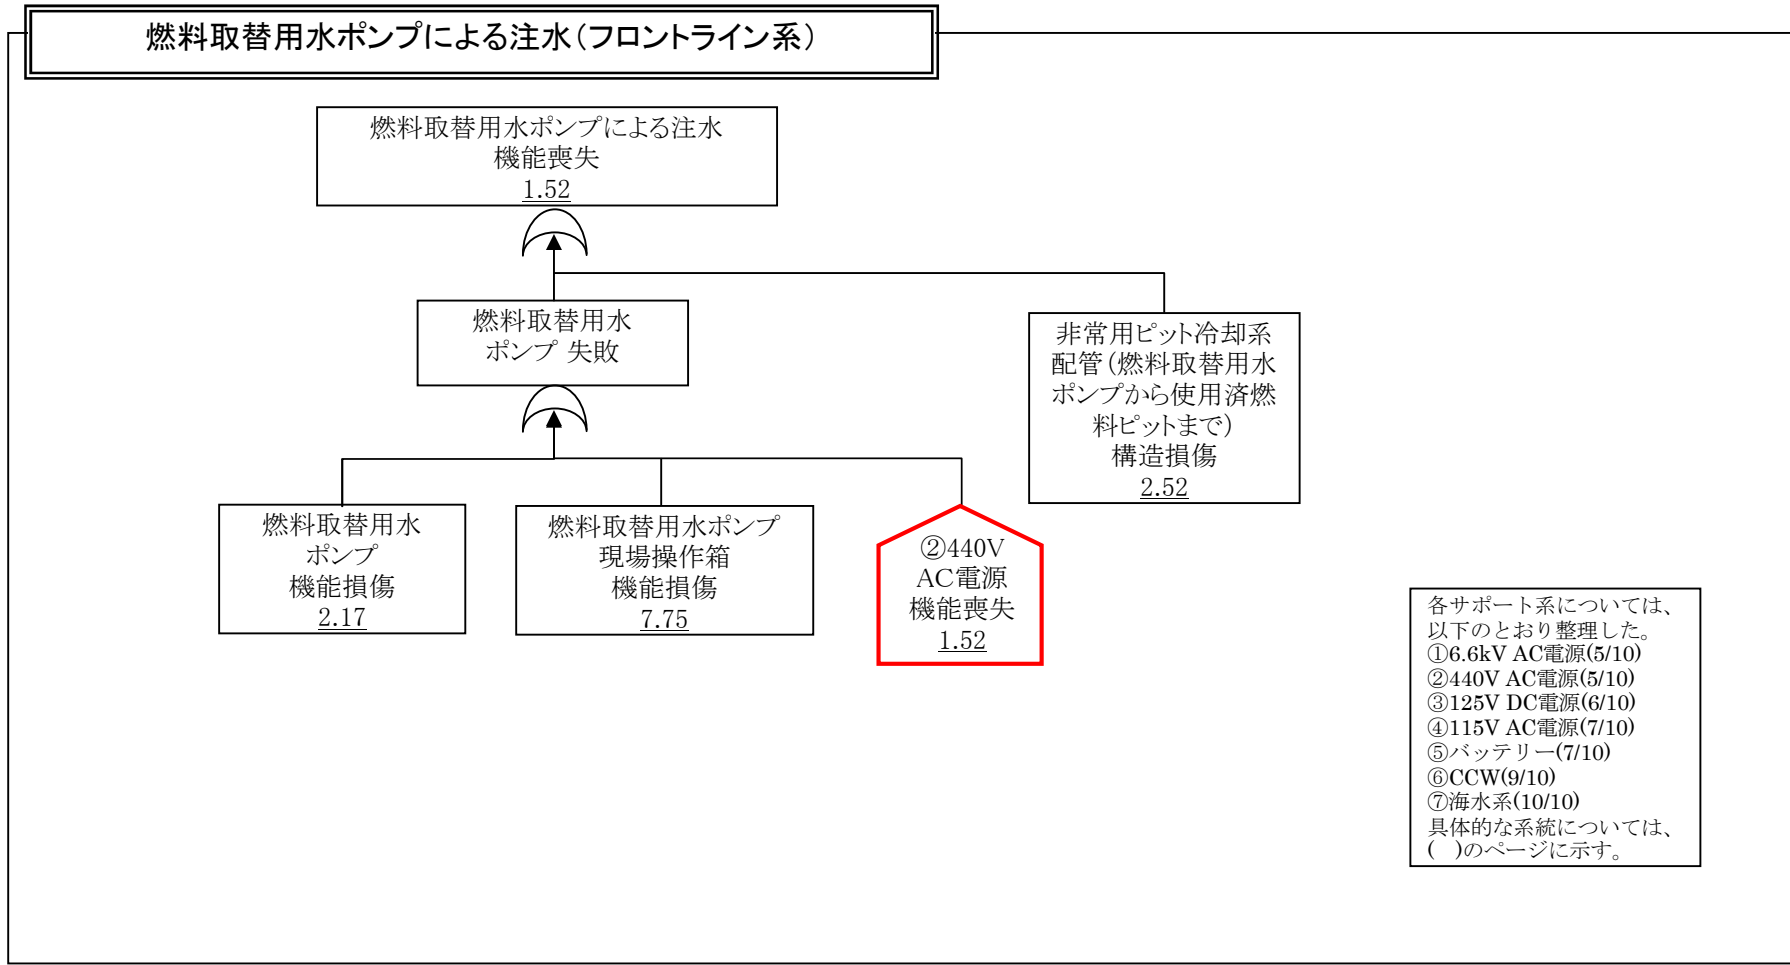 燃料取替用水ポンプによる注水（フロントライン系）
燃料取替用水ポンプによる注水
機能喪失
1.52
燃料取替用水
ポンプ 失敗
非常用ピット冷却系
配管（燃料取替用水
ポンプから使用済燃
料ピットまで）
構造損傷
2.52
燃料取替用水
ポンプ
機能損傷
2.17
燃料取替用水ポンプ
現場操作箱
機能損傷
7.75
②440V
AC電源
機能喪失
1.52
各サポート系については、
以下のとおり整理した。
①6.6kV AC電源(5/10)
②440V AC電源(5/10)
③125V DC電源(6/10)
④115V AC電源(7/10)
⑤バッテリー(7/10)
⑥CCW(9/10)
⑦海水系(10/10)
具体的な系統については、
(　)のページに示す。